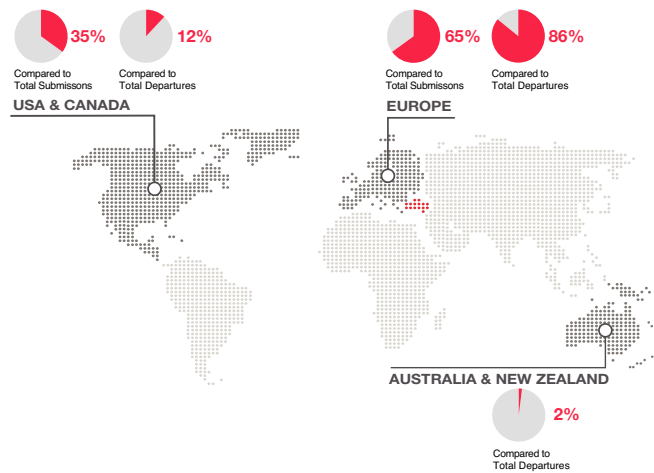 35%
Compared to
Total Submissons
12%
Compared to
Total Departures
USA & CANADA
65%
Compared to
Total Submissons
86%
Compared to
Total Departures
EUROPE
AUSTRALIA & NEW ZEALAND
2%
Compared to
Total Departures